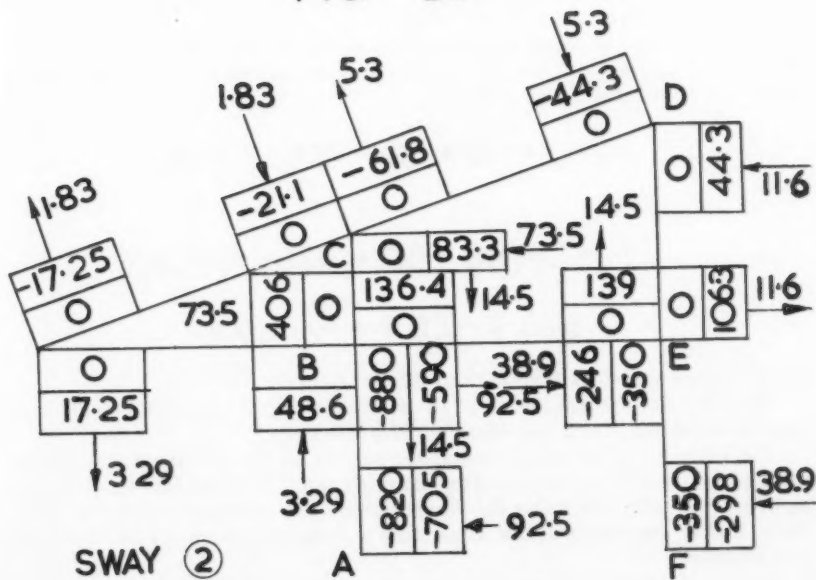 5·3
5·3
-44·3
O
D
1·83
-61·8
O
-21·1
O
1·83
-17·25
O
O
44·3
11·6
14·5
C
O
83·3
73·5
73·5
406
O
136·4
O
14·5
139
O
O
1063
11·6
O
17·25
B
48·6
-880
-590
38·9
92·5
-246
-350
E
3 29
3·29
14·5
-820
-705
92·5
-350
-298
38·9
SWAY 2
A
F